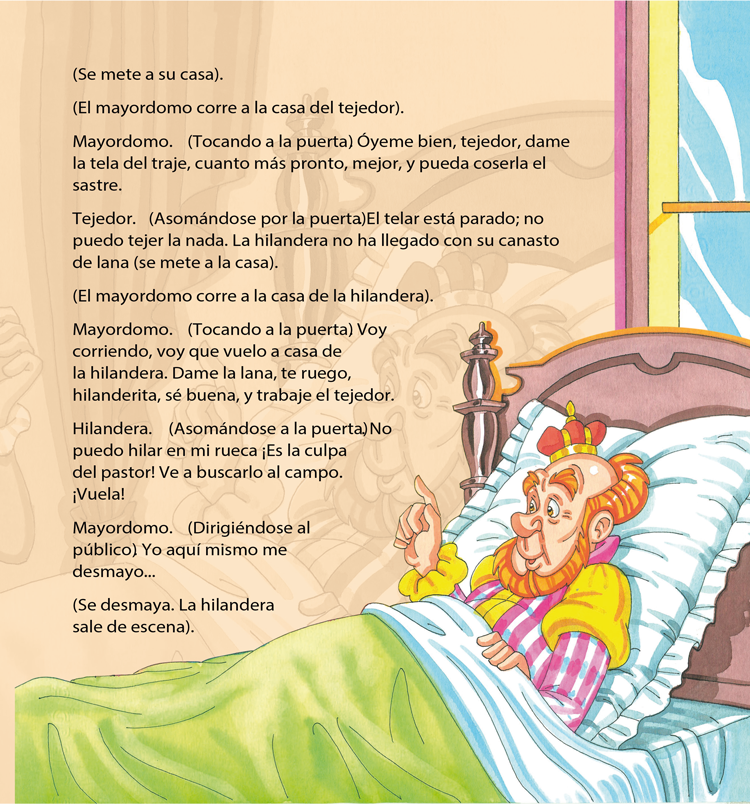 (Se mete a su casa).
(El mayordomo corre a la casa del tejedor).
Mayordomo. (Tocando a la puerta) Óyeme bien, tejedor, dame
la tela del traje, cuanto más pronto, mejor, y pueda coserla el
sastre.
Tejedor. (Asomándose por la puerta)El telar está parado; no
puedo tejer la nada. La hilandera no ha llegado con su canasto
de lana (se mete a la casa).
(El mayordomo corre a la casa de la hilandera).
Mayordomo. (Tocando a la puerta) Voy
corriendo, voy que vuelo a casa de
la hilandera. Dame la lana, te ruego,
hilanderita, sé buena, y trabaje el tejedor.
Hilandera. (Asomándose a la puerta)No
puedo hilar en mi rueca ¡Es la culpa
del pastor! Ve a buscarlo al campo.
¡Vuela!
Mayordomo. (Dirigiéndose al
público). Yo aquí mismo me
desmayo...
(Se desmaya. La hilandera
sale de escena).